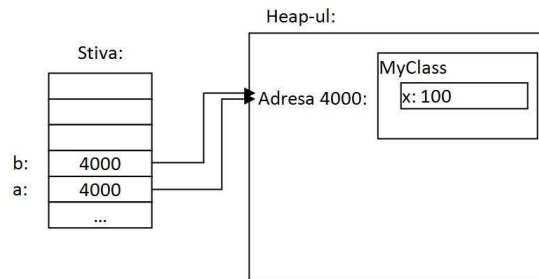 Heap-ul:
Stiva:
MyClass
x: 100
Adresa 4000:
b: 4000
a: 4000
...